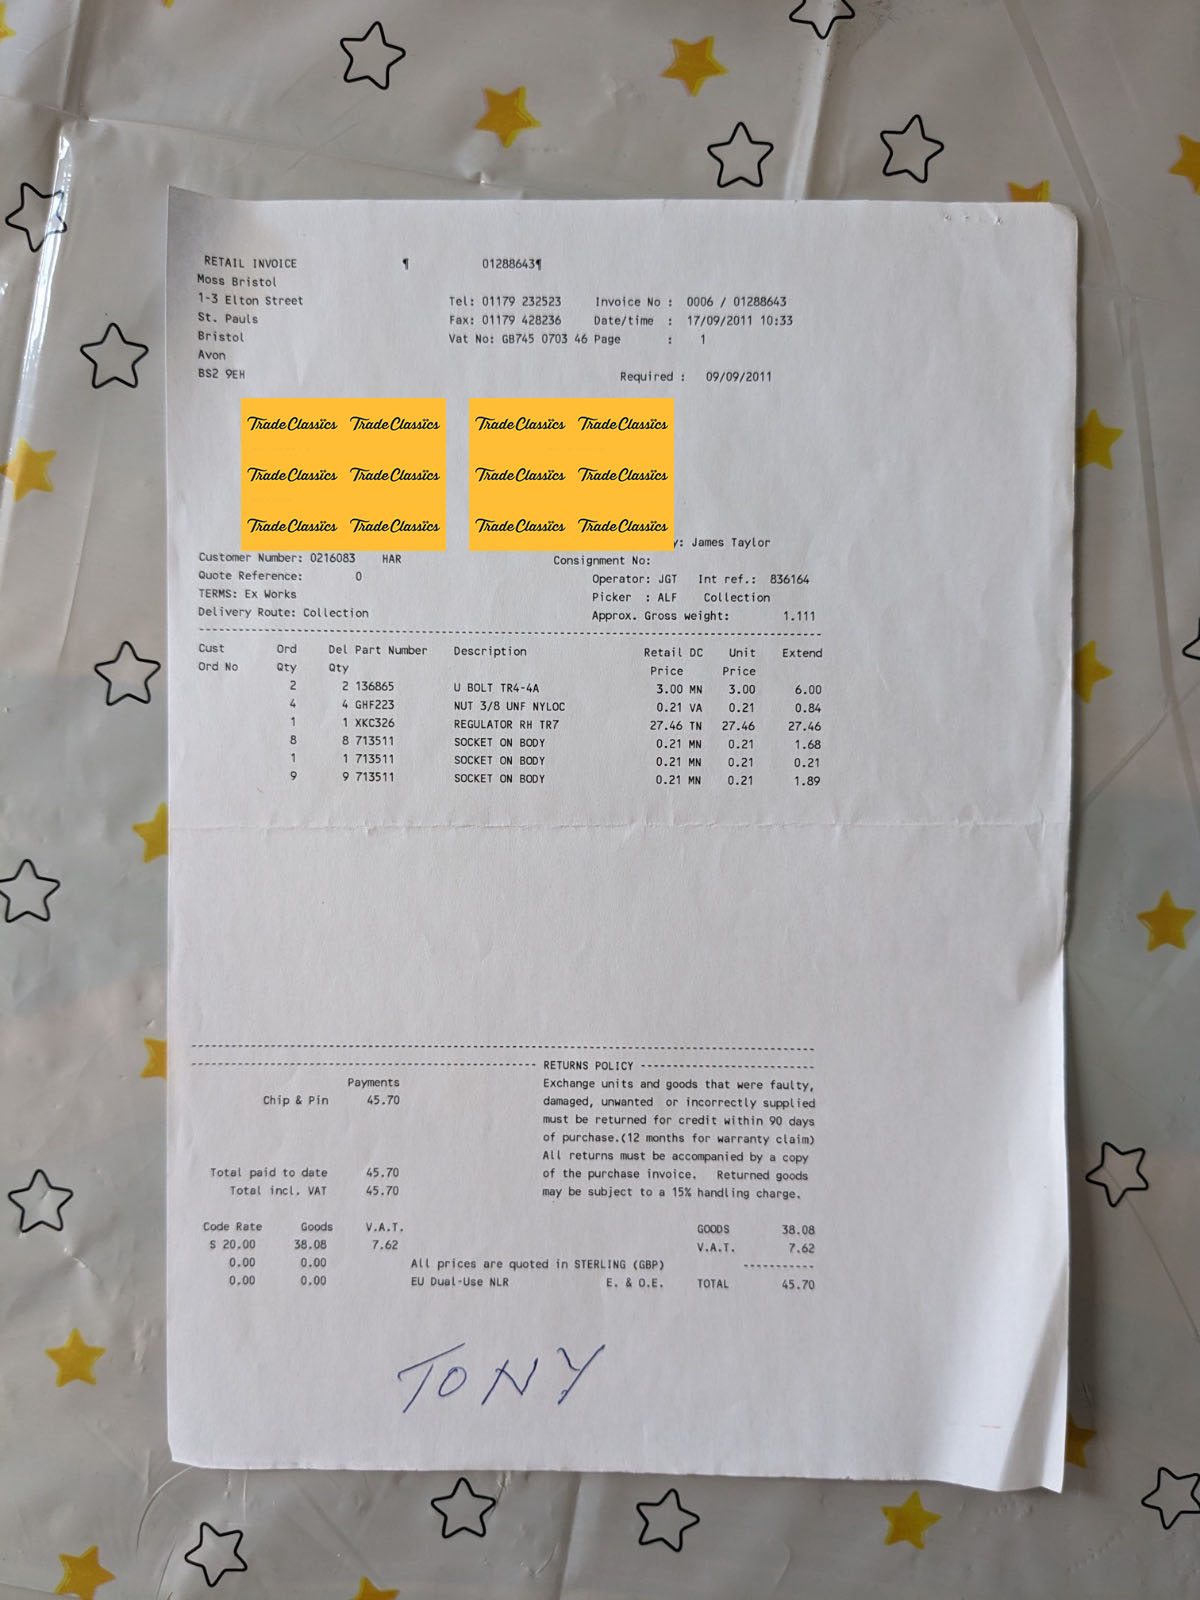 RETAIL INVOICE ¶ 01288643¶
Moss Bristol
1-3 Elton Street Tel: 01179 232523 Invoice No : 0006 / 01288643
St. Pauls Fax: 01179 428236 Date/time : 17/09/2011 10:33
Bristol Vat No: GB745 0703 46 Page : 1
Avon
BS2 9EH Required : 09/09/2011
TradeClassics TradeClassics TradeClassics TradeClassics
TradeClassics TradeClassics TradeClassics TradeClassics
TradeClassics TradeClassics TradeClassics TradeClassics
y: James Taylor
Customer Number: 0216083 HAR Consignment No:
Quote Reference: 0 Operator: JGT Int ref.: 836164
TERMS: Ex Works Picker : ALF Collection
Delivery Route: Collection Approx. Gross weight: 1.111
Cust Ord Del Part Number Description Retail DC Unit Extend
Ord No Qty Qty Price Price
2 2 136865 U BOLT TR4-4A 3.00 MN 3.00 6.00
4 4 GHF223 NUT 3/8 UNF NYLOC 0.21 VA 0.21 0.84
1 1 XKC326 REGULATOR RH TR7 27.46 TN 27.46 27.46
8 8 713511 SOCKET ON BODY 0.21 MN 0.21 1.68
1 1 713511 SOCKET ON BODY 0.21 MN 0.21 0.21
9 9 713511 SOCKET ON BODY 0.21 MN 0.21 1.89
RETURNS POLICY
Payments Exchange units and goods that were faulty,
Chip & Pin 45.70 damaged, unwanted or incorrectly supplied
must be returned for credit within 90 days
of purchase.(12 months for warranty claim)
All returns must be accompanied by a copy
Total paid to date 45.70 of the purchase invoice. Returned goods
Total incl. VAT 45.70 may be subject to a 15% handling charge.
Code Rate Goods V.A.T. GOODS 38.08
S 20.00 38.08 7.62 V.A.T. 7.62
0.00 0.00 All prices are quoted in STERLING (GBP)
0.00 0.00 EU Dual-Use NLR E. & O.E. TOTAL 45.70
TONY